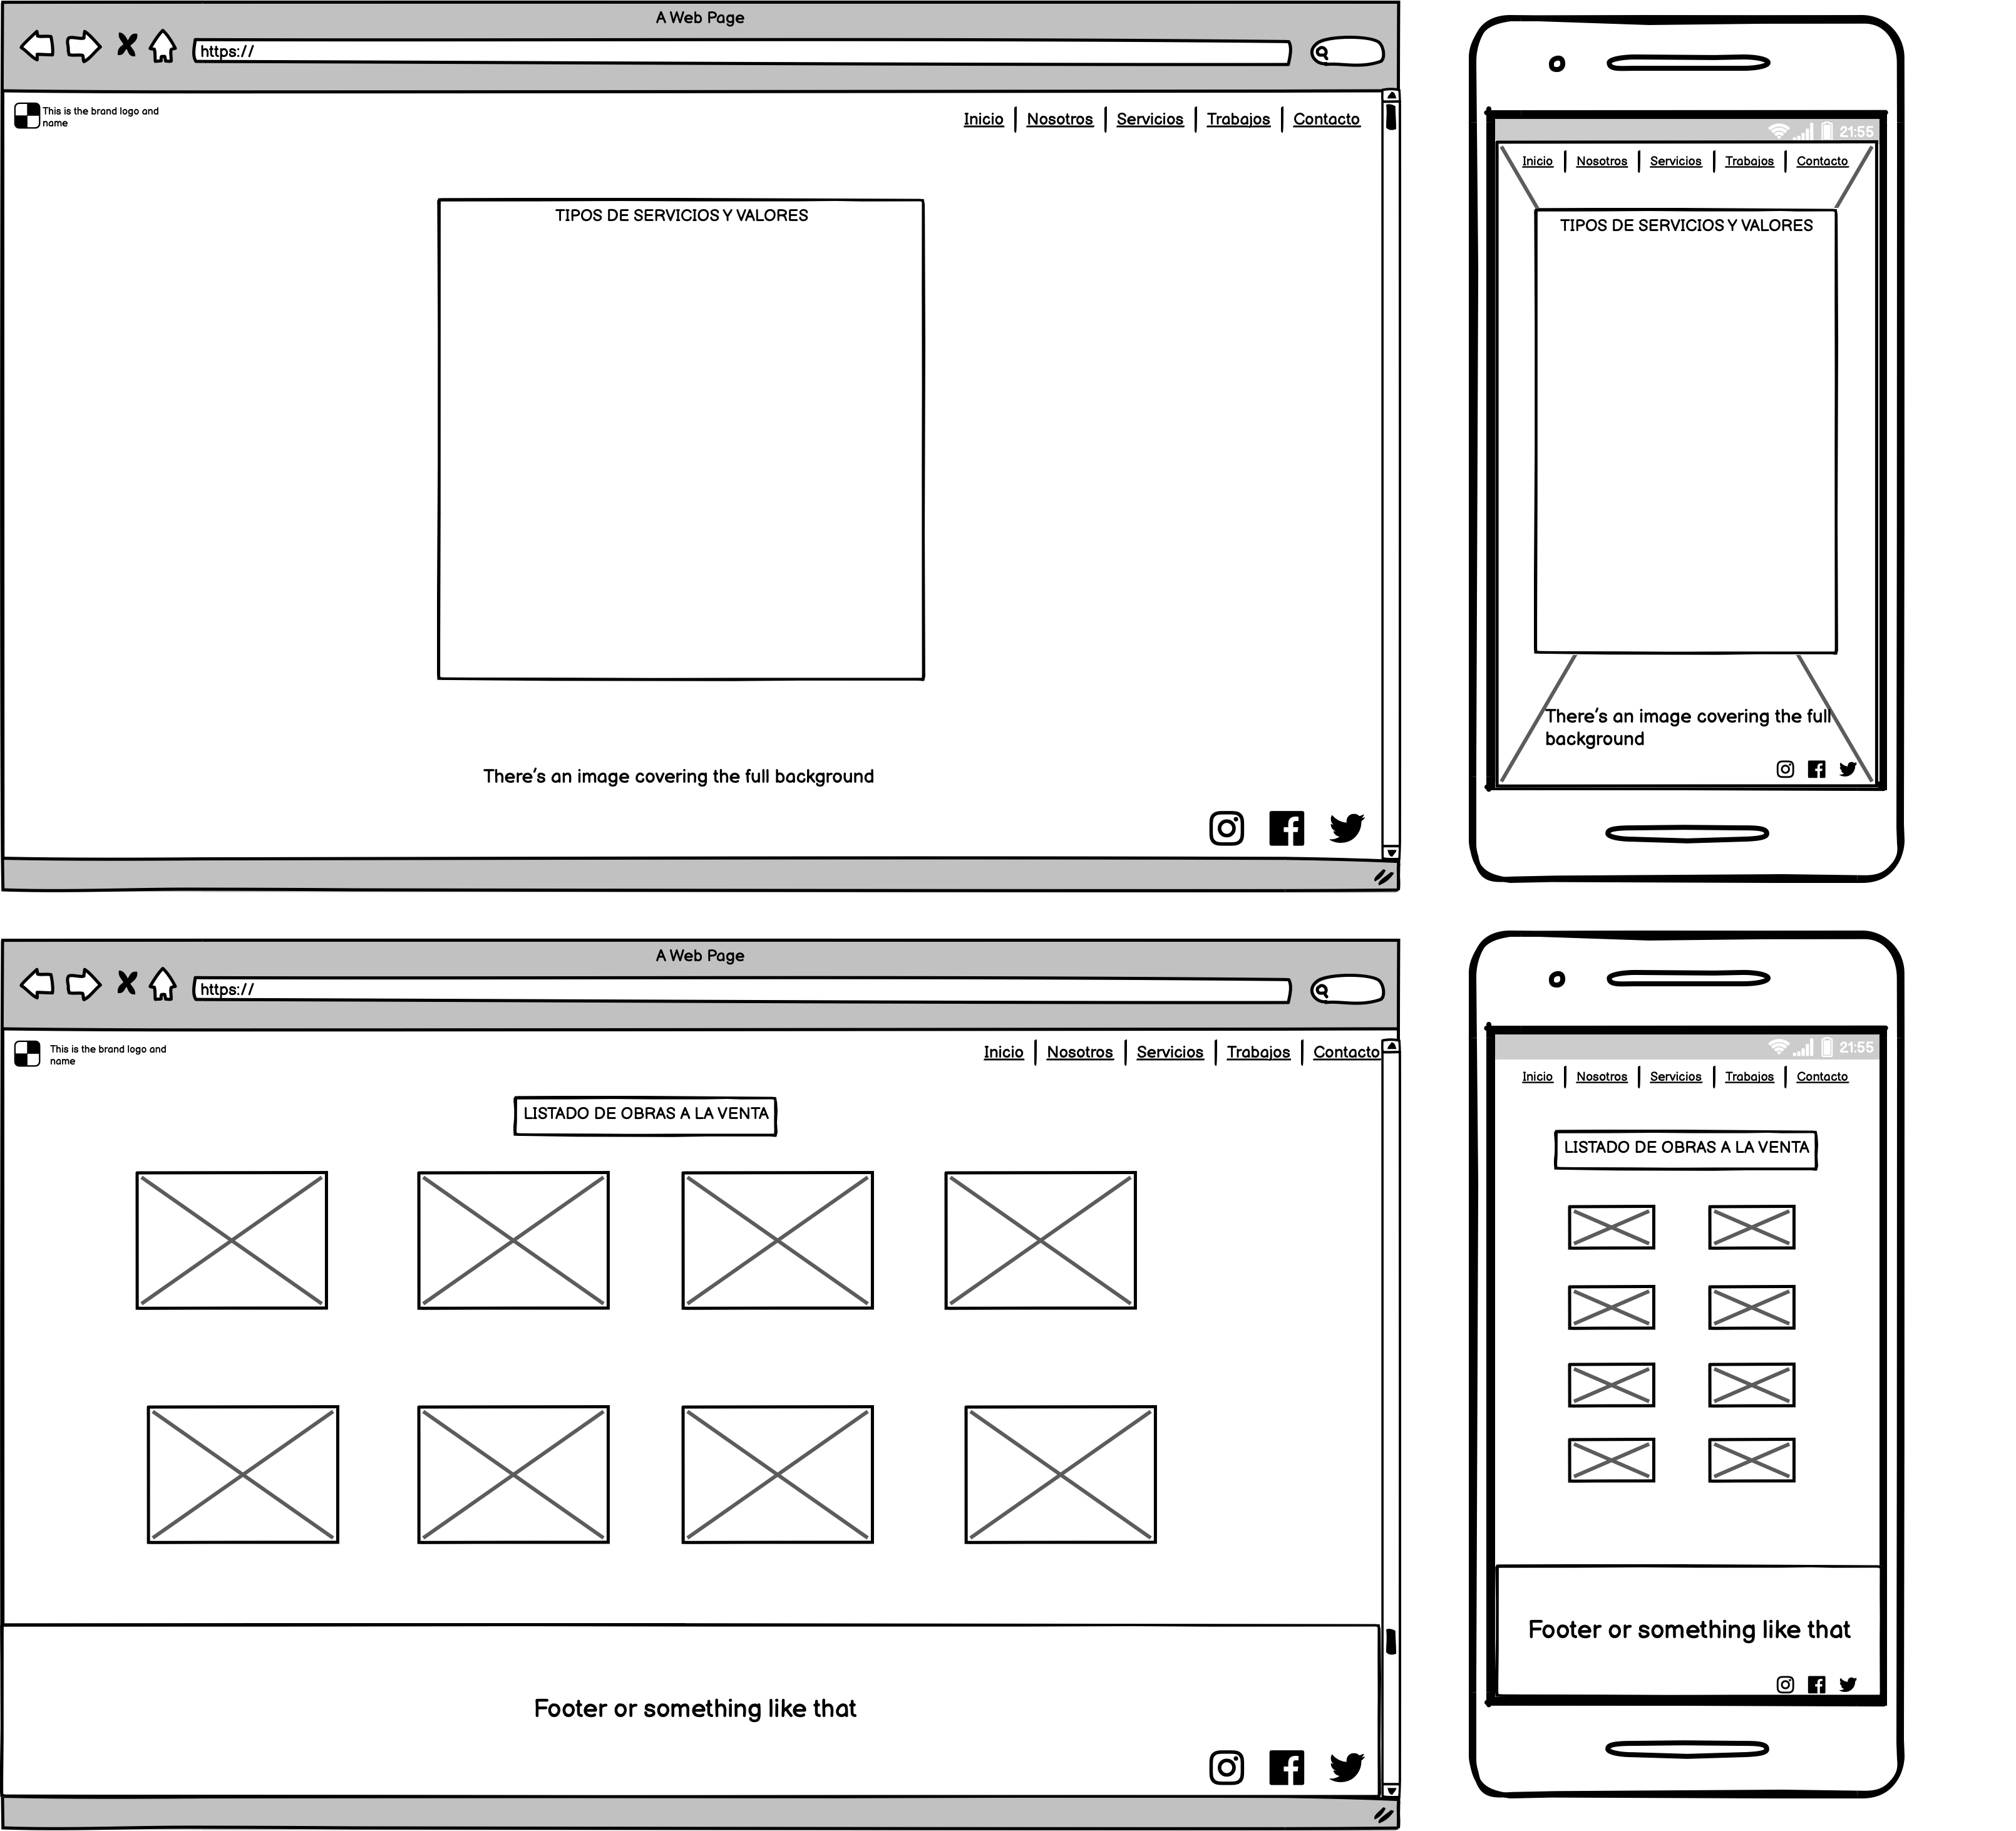 A Web Page
https://
This is the brand logo and
name
Inicio
Nosotros
Servicios
Trabajos
Contacto
TIPOS DE SERVICIOS Y VALORES
There's an image covering the full background
21:55
Inicio
Nosotros
Servicios
Trabajos
Contacto
TIPOS DE SERVICIOS Y VALORES
There's an image covering the full
background
A Web Page
https://
This is the brand logo and
name
Inicio
Nosotros
Servicios
Trabajos
Contacto
LISTADO DE OBRAS A LA VENTA
Footer or something like that
21:55
Inicio
Nosotros
Servicios
Trabajos
Contacto
LISTADO DE OBRAS A LA VENTA
Footer or something like that